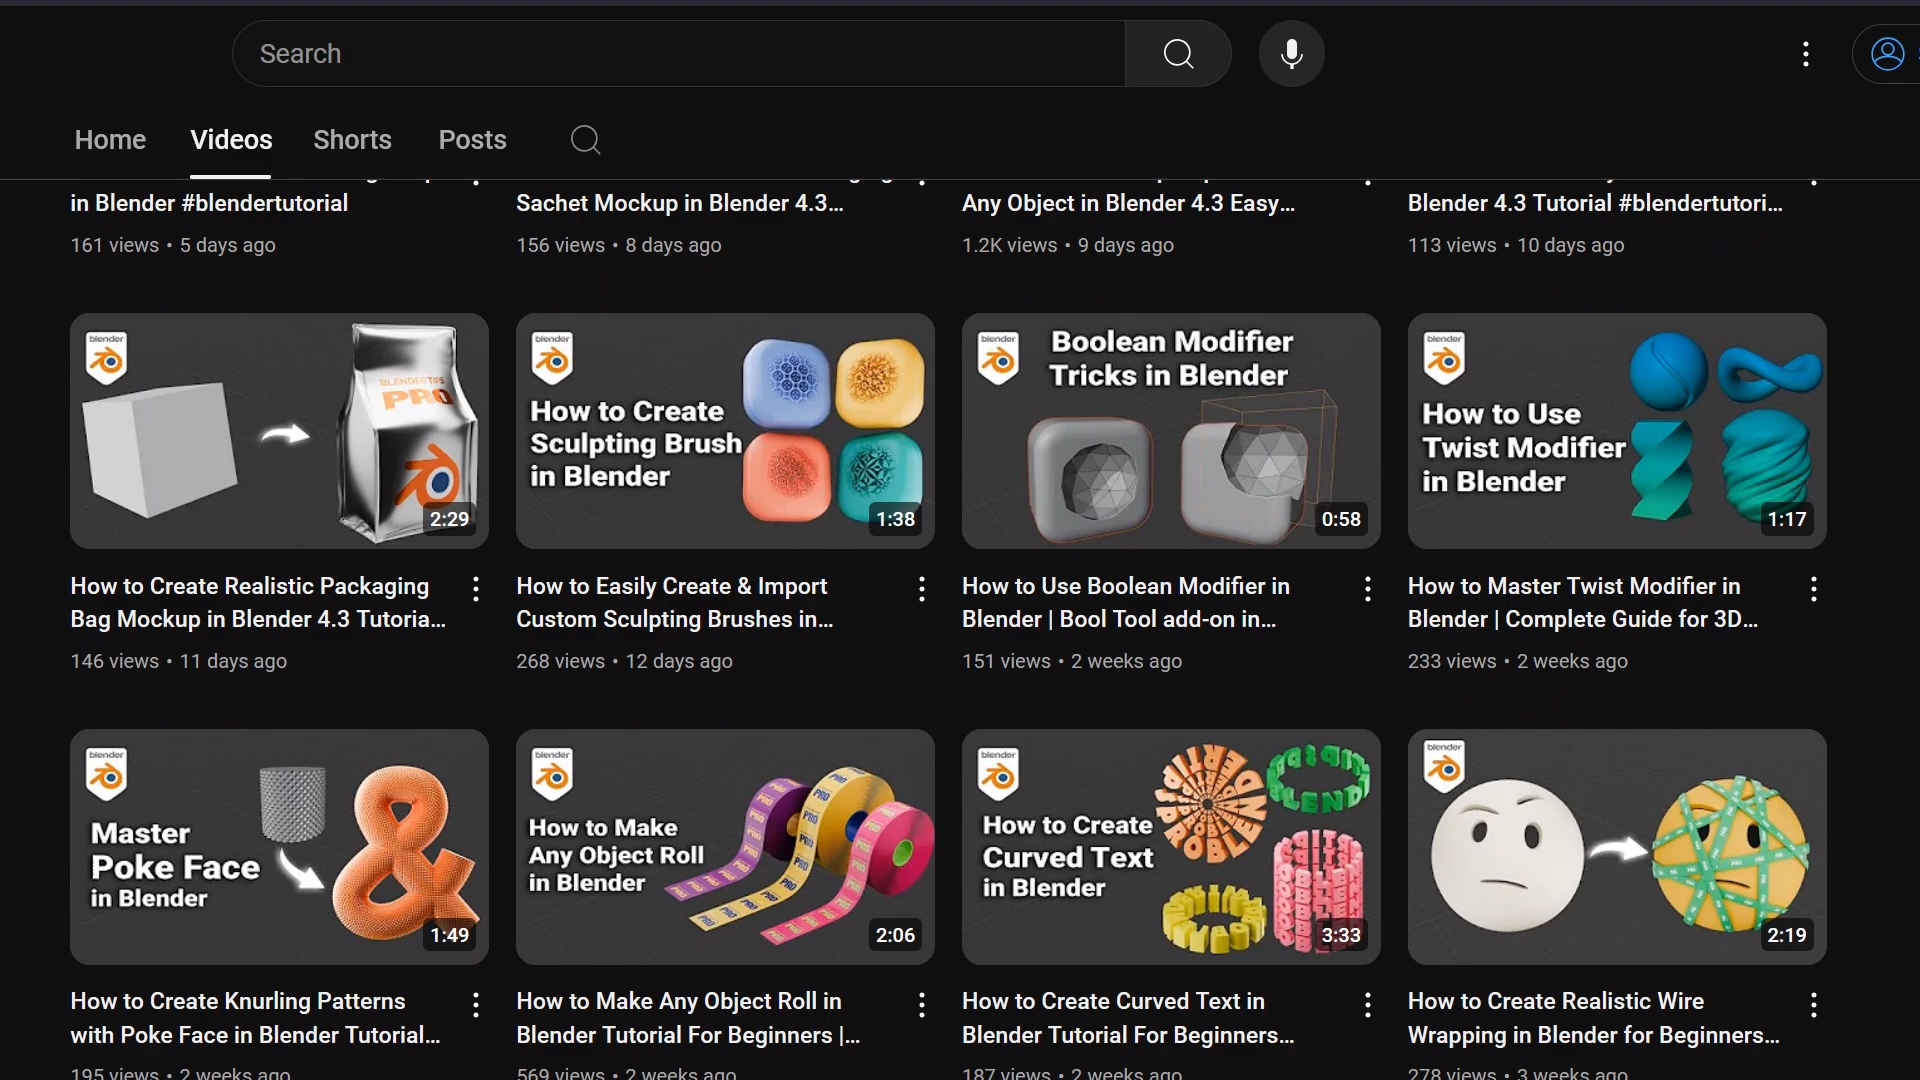 Search
Home Videos Shorts Posts
in Blender #blendertutorial
161 views • 5 days ago
Sachet Mockup in Blender 4.3...
156 views • 8 days ago
Any Object in Blender 4.3 Easy...
1.2K views • 9 days ago
Blender 4.3 Tutorial #blendertutori...
113 views • 10 days ago
blender
BLENDER TIPS
PRO
2:29
How to Create Realistic Packaging
Bag Mockup in Blender 4.3 Tutoria...
146 views • 11 days ago
blender
How to Create
Sculpting Brush
in Blender
1:38
How to Easily Create & Import
Custom Sculpting Brushes in...
268 views • 12 days ago
blender
Boolean Modifier
Tricks in Blender
0:58
How to Use Boolean Modifier in
Blender | Bool Tool add-on in...
151 views • 2 weeks ago
blender
How to Use
Twist Modifier
in Blender
1:17
How to Master Twist Modifier in
Blender | Complete Guide for 3D...
233 views • 2 weeks ago
blender
Master
Poke Face
in Blender
&
1:49
How to Create Knurling Patterns
with Poke Face in Blender Tutorial...
195 views • 2 weeks ago
blender
How to Make
Any Object Roll
in Blender
PRO
2:06
How to Make Any Object Roll in
Blender Tutorial For Beginners |...
569 views • 2 weeks ago
blender
How to Create
Curved Text
in Blender
3:33
How to Create Curved Text in
Blender Tutorial For Beginners...
187 views • 2 weeks ago
blender
2:19
How to Create Realistic Wire
Wrapping in Blender for Beginners...
278 views • 3 weeks ago